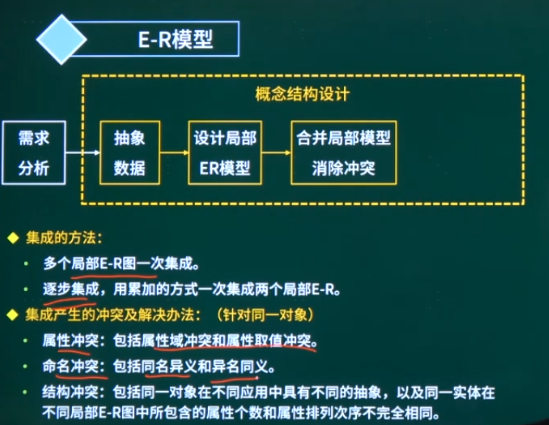 E-R模型
概念结构设计
需求
分析
抽象
数据
设计局部
ER模型
合并局部模型
消除冲突
集成的方法：
多个局部E-R图一次集成。
逐步集成，用累加的方式一次集成两个局部E-R。
集成产生的冲突及解决办法：（针对同一对象）
属性冲突：包括属性域冲突和属性取值冲突。
命名冲突：包括同名异义和异名同义。
结构冲突：包括同一对象在不同应用中具有不同的抽象，以及同一实体在
不同局部E-R图中所包含的属性个数和属性排列次序不完全相同。